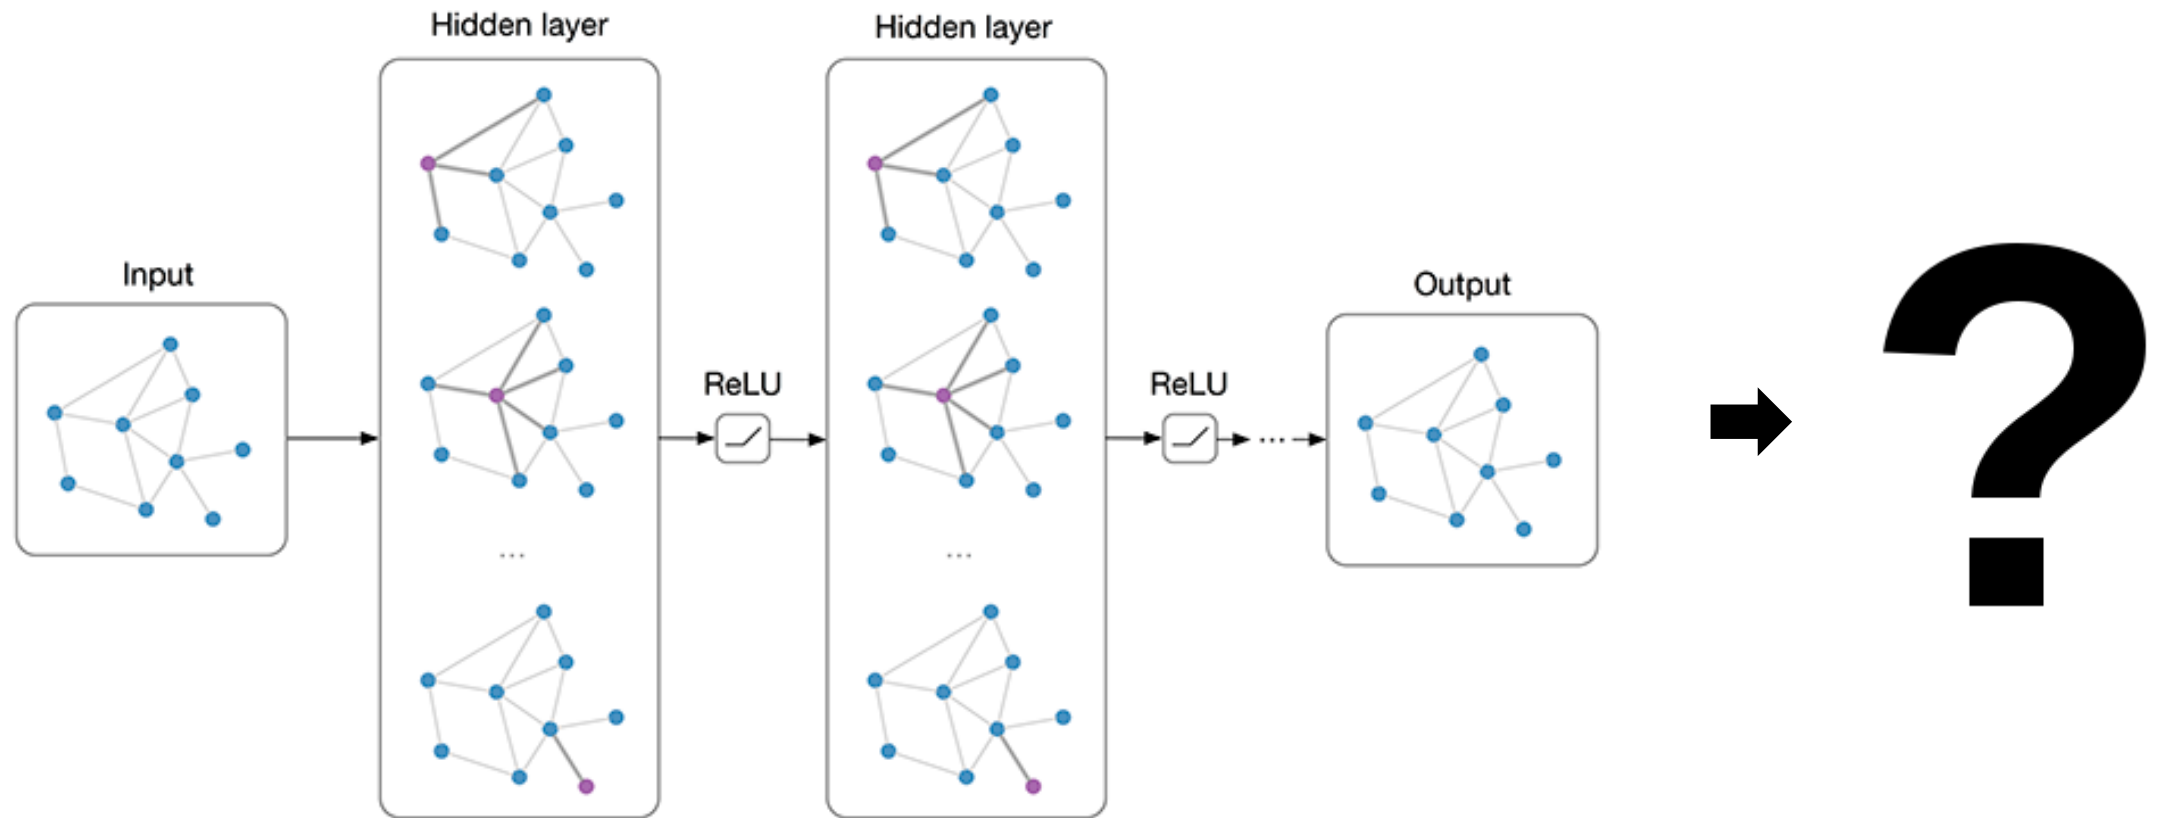 Hidden layer
Hidden layer
Input
Output
ReLU
ReLU
...
...
...
?